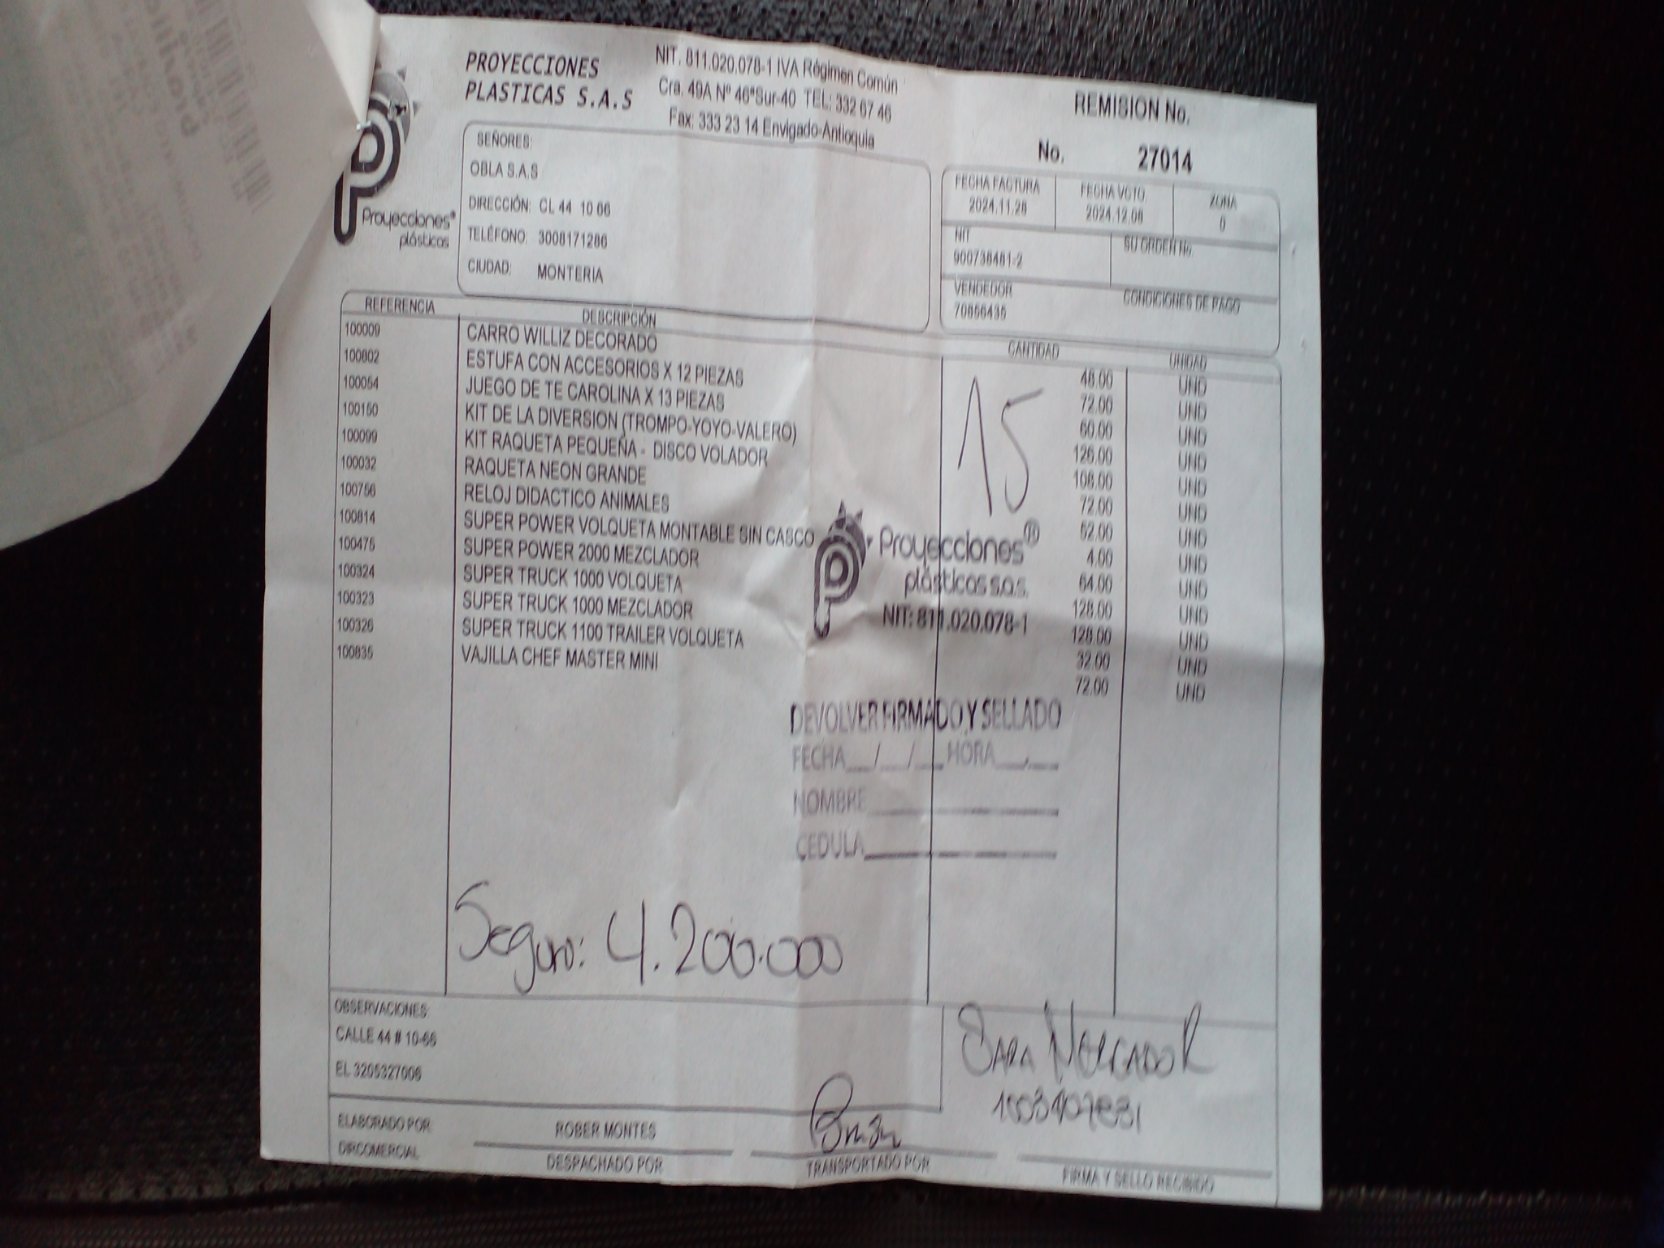 PROYECCIONES
PLASTICAS S.A.S
NIT. 811.020.078-1 IVA Régimen Común
Cra. 49A Nº 46ªSur-40 TEL: 332 67 46
Fax: 333 23 14 Envigado-Antioquia
REMISION No.
No. 27014
Proyecciones®
plásticas
SEÑORES:
OBLA S.A.S
DIRECCIÓN: CL 44 10 66
TELÉFONO: 3008171286
CIUDAD: MONTERIA
FECHA FACTURA FECHA VCTO ZONA
2024.11.26 2024.12.06 0
NIT SU ORDEN No.
900738481-2
VENDEDOR CONDICIONES DE PAGO
70856435
REFERENCIA DESCRIPCIÓN CANTIDAD UNIDAD
100009 CARRO WILLIZ DECORADO 48.00 UND
100802 ESTUFA CON ACCESORIOS X 12 PIEZAS 72.00 UND
100054 JUEGO DE TE CAROLINA X 13 PIEZAS 60.00 UND
100150 KIT DE LA DIVERSION (TROMPO-YOYO-VALERO) 126.00 UND
100099 KIT RAQUETA PEQUEÑA - DISCO VOLADOR 108.00 UND
100032 RAQUETA NEON GRANDE 72.00 UND
100756 RELOJ DIDACTICO ANIMALES 52.00 UND
100814 SUPER POWER VOLQUETA MONTABLE SIN CASCO 4.00 UND
100475 SUPER POWER 2000 MEZCLADOR 64.00 UND
100324 SUPER TRUCK 1000 VOLQUETA 128.00 UND
100323 SUPER TRUCK 1000 MEZCLADOR 128.00 UND
100326 SUPER TRUCK 1100 TRAILER VOLQUETA 32.00 UND
100835 VAJILLA CHEF MASTER MINI 72.00 UND
15
Proyecciones®
plásticas s.a.s.
NIT: 811.020.078-1
DEVOLVER FIRMADO Y SELLADO
FECHA__/__/__HORA__.__
NOMBRE
CEDULA
Seguro: 4.200.000
OBSERVACIONES:
CALLE 44 # 10-66
EL 3205327006
SARA MERCADO R
ELABORADO POR
DIRCOMERCIAL
ROBER MONTES
DESPACHADO POR
TRANSPORTADO POR
FIRMA Y SELLO RECIBIDO